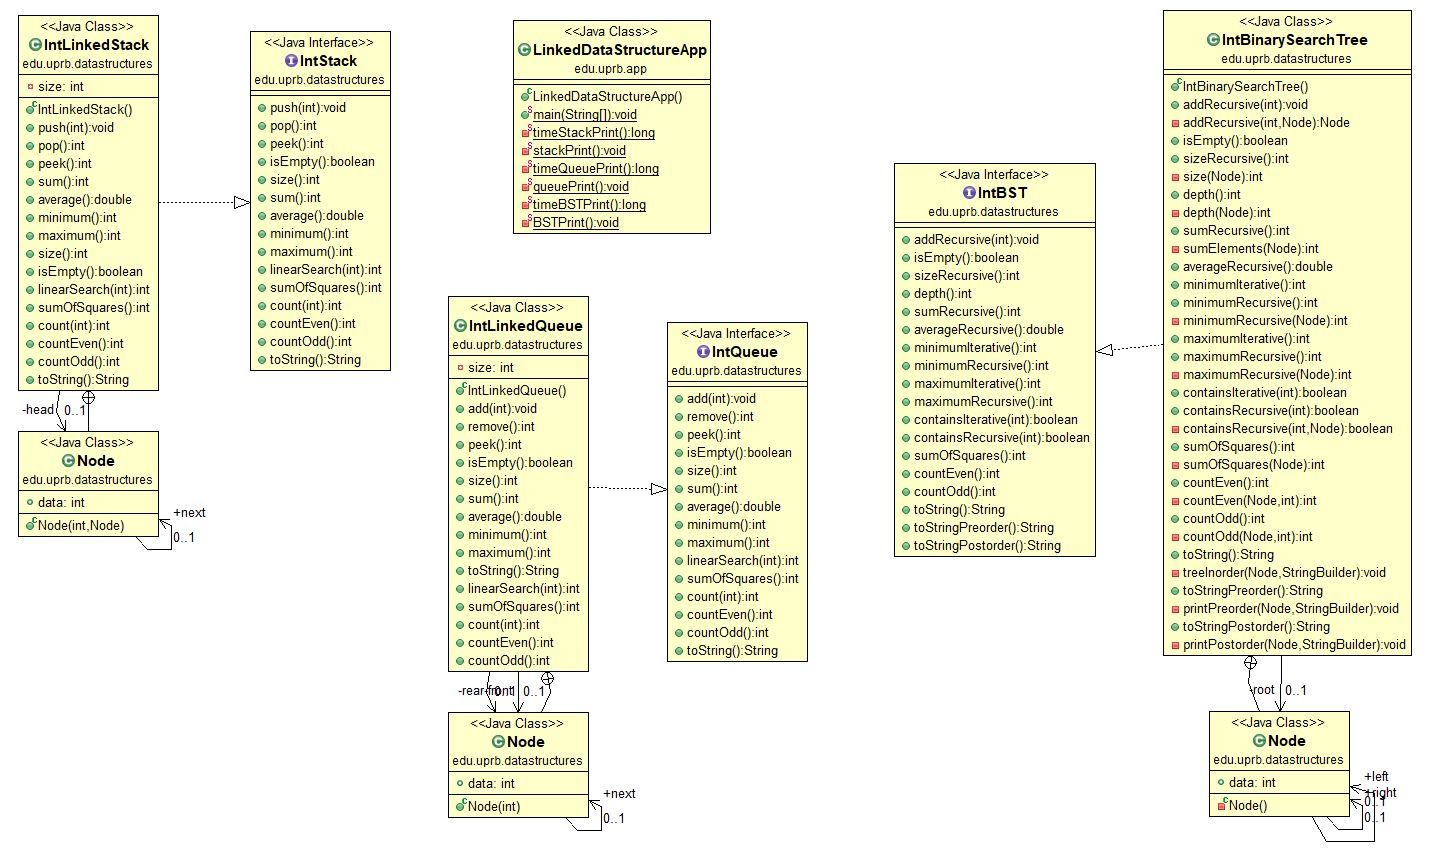 <<Java Class>>
IntLinkedStack
edu.uprb.datastructures
size: int
IntLinkedStack()
push(int):void
pop():int
peek():int
sum():int
average():double
minimum():int
maximum():int
size():int
isEmpty():boolean
linearSearch(int):int
sumOfSquares():int
count(int):int
countEven():int
countOdd():int
toString():String
-head
0..1
<<Java Class>>
Node
edu.uprb.datastructures
data: int
Node(int,Node)
+next
0..1
<<Java Interface>>
IntStack
edu.uprb.datastructures
push(int):void
pop():int
peek():int
isEmpty():boolean
size():int
sum():int
average():double
minimum():int
maximum():int
linearSearch(int):int
sumOfSquares():int
count(int):int
countEven():int
countOdd():int
toString():String
<<Java Class>>
LinkedDataStructureApp
edu.uprb.app
LinkedDataStructureApp()
main(String[]):void
timeStackPrint():long
stackPrint():void
timeQueuePrint():long
queuePrint():void
timeBSTPrint():long
BSTPrint():void
<<Java Class>>
IntLinkedQueue
edu.uprb.datastructures
size: int
IntLinkedQueue()
add(int):void
remove():int
peek():int
isEmpty():boolean
size():int
sum():int
average():double
minimum():int
maximum():int
toString():String
linearSearch(int):int
sumOfSquares():int
count(int):int
countEven():int
countOdd():int
-rear
-front
0..1
0..1
<<Java Class>>
Node
edu.uprb.datastructures
data: int
Node(int)
+next
0..1
<<Java Interface>>
IntQueue
edu.uprb.datastructures
add(int):void
remove():int
peek():int
isEmpty():boolean
size():int
sum():int
average():double
minimum():int
maximum():int
linearSearch(int):int
sumOfSquares():int
count(int):int
countEven():int
countOdd():int
toString():String
<<Java Interface>>
IntBST
edu.uprb.datastructures
addRecursive(int):void
isEmpty():boolean
sizeRecursive():int
depth():int
sumRecursive():int
averageRecursive():double
minimumIterative():int
minimumRecursive():int
maximumIterative():int
maximumRecursive():int
containsIterative(int):boolean
containsRecursive(int):boolean
sumOfSquares():int
countEven():int
countOdd():int
toString():String
toStringPreorder():String
toStringPostorder():String
<<Java Class>>
IntBinarySearchTree
edu.uprb.datastructures
IntBinarySearchTree()
addRecursive(int):void
addRecursive(int,Node):Node
isEmpty():boolean
sizeRecursive():int
size(Node):int
depth():int
depth(Node):int
sumRecursive():int
sumElements(Node):int
averageRecursive():double
minimumIterative():int
minimumRecursive():int
minimumRecursive(Node):int
maximumIterative():int
maximumRecursive():int
maximumRecursive(Node):int
containsIterative(int):boolean
containsRecursive(int):boolean
containsRecursive(int,Node):boolean
sumOfSquares():int
sumOfSquares(Node):int
countEven():int
countEven(Node,int):int
countOdd():int
countOdd(Node,int):int
toString():String
treeInorder(Node,StringBuilder):void
toStringPreorder():String
printPreorder(Node,StringBuilder):void
toStringPostorder():String
printPostorder(Node,StringBuilder):void
-root
0..1
<<Java Class>>
Node
edu.uprb.datastructures
data: int
Node()
+left
+right
0..1
0..1